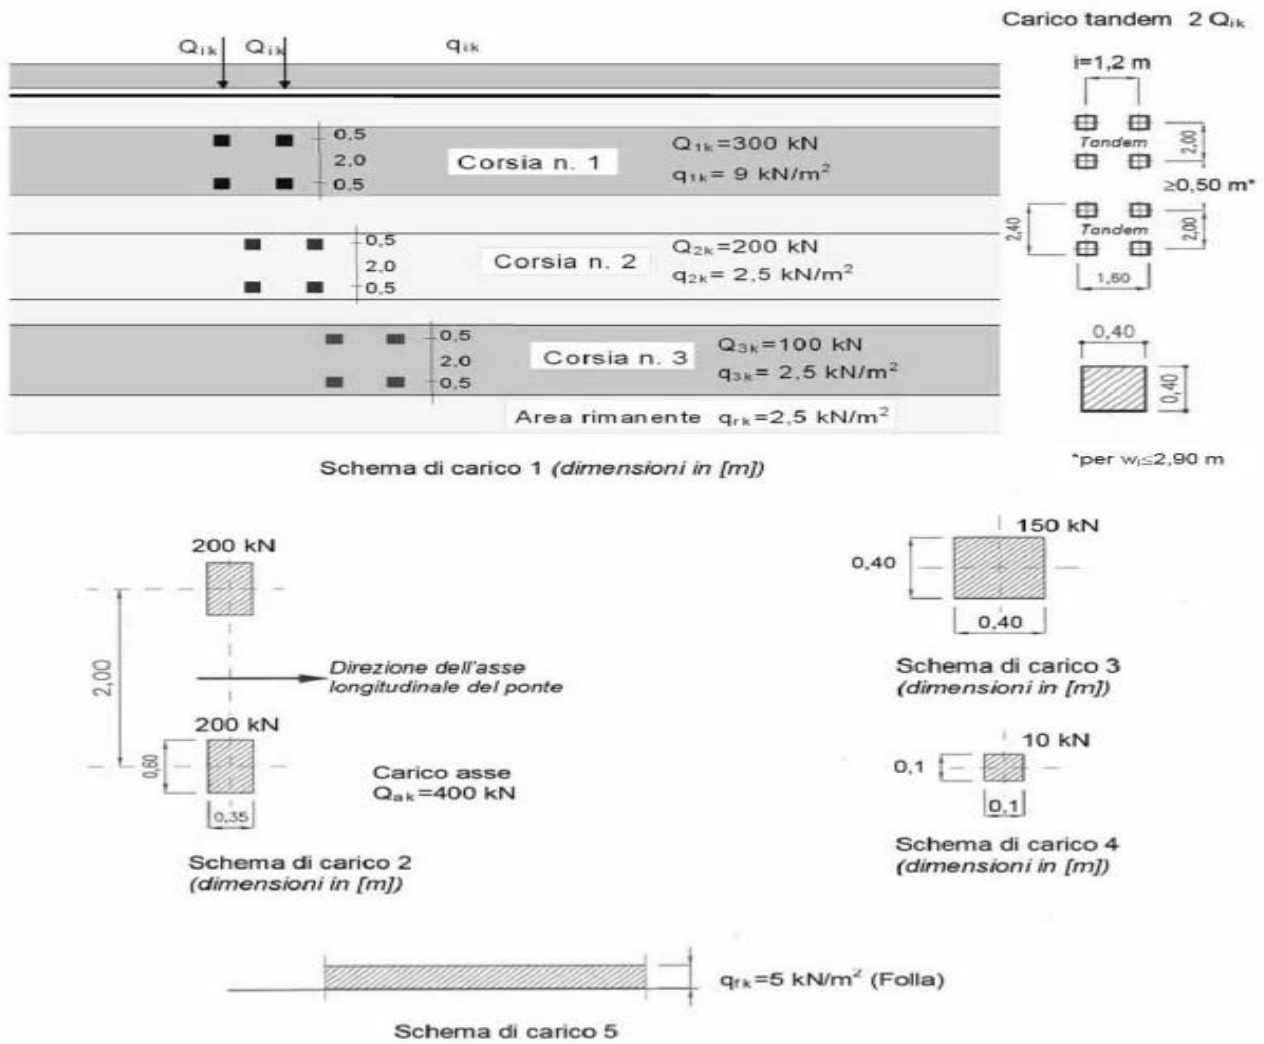 Carico tandem 2 Qik
Qik Qik qik
i=1,2 m
0,5
2,0
0,5
Corsia n. 1
Q1k=300 kN
q1k= 9 kN/m²
Tandem
2,00
≥0,50 m*
0,5
2,0
0,5
Corsia n. 2
Q2k=200 kN
q2k= 2,5 kN/m²
2,40
Tandem
2,00
1,60
0,5
2,0
0,5
Corsia n. 3
Q3k=100 kN
q3k= 2,5 kN/m²
0,40
0,40
Area rimanente qrk=2,5 kN/m²
Schema di carico 1 (dimensioni in [m])
*per wl≤2,90 m
200 kN
2,00
Direzione dell'asse
longitudinale del ponte
200 kN
0,60
0,35
Carico asse
Qak=400 kN
Schema di carico 2
(dimensioni in [m])
150 kN
0,40
0,40
Schema di carico 3
(dimensioni in [m])
10 kN
0,1
0,1
Schema di carico 4
(dimensioni in [m])
qfk=5 kN/m² (Folla)
Schema di carico 5